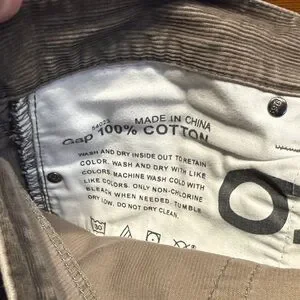 MADE IN CHINA
Gap 100% COTTON
WASH AND DRY INSIDE OUT TO RETAIN
COLOR. WASH AND DRY WITH LIKE
COLORS. MACHINE WASH COLD WITH
LIKE COLORS. ONLY NON-CHLORINE
BLEACH WHEN NEEDED. TUMBLE
DRY LOW. DO NOT DRY CLEAN.
30